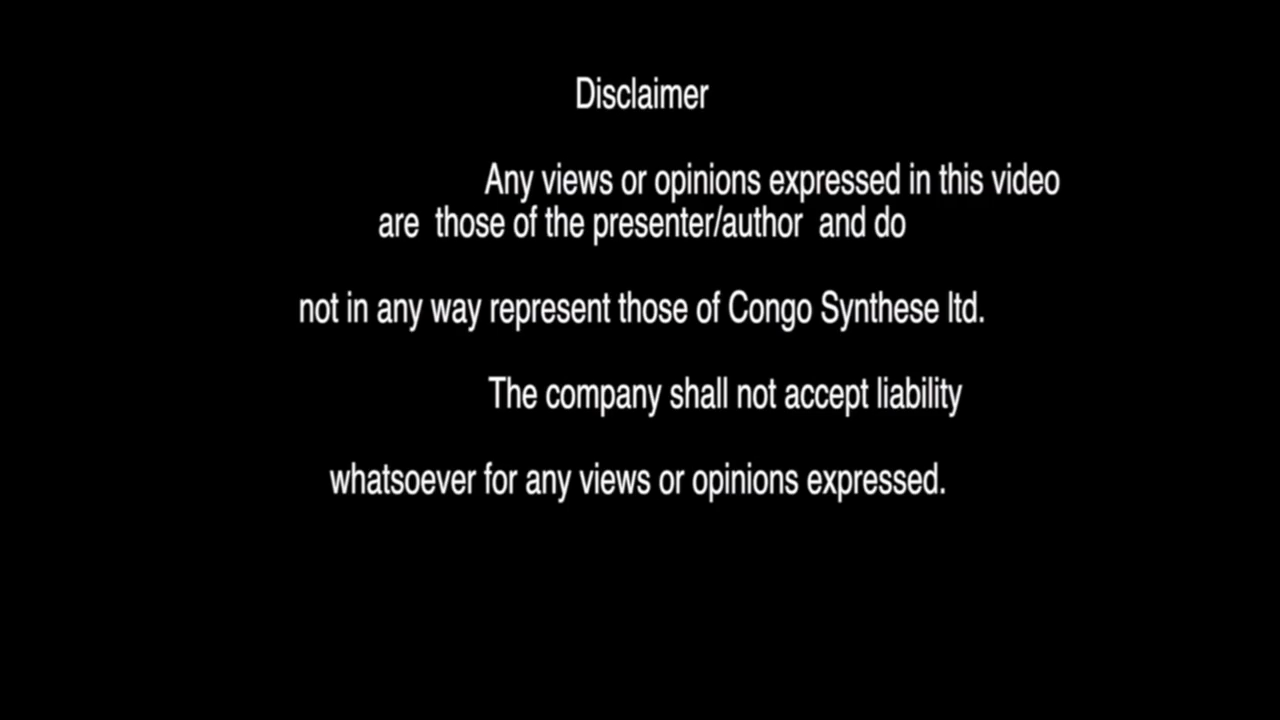 Disclaimer
Any views or opinions expressed in this video
are  those of the presenter/author  and do
not in any way represent those of Congo Synthese ltd.
The company shall not accept liability
whatsoever for any views or opinions expressed.